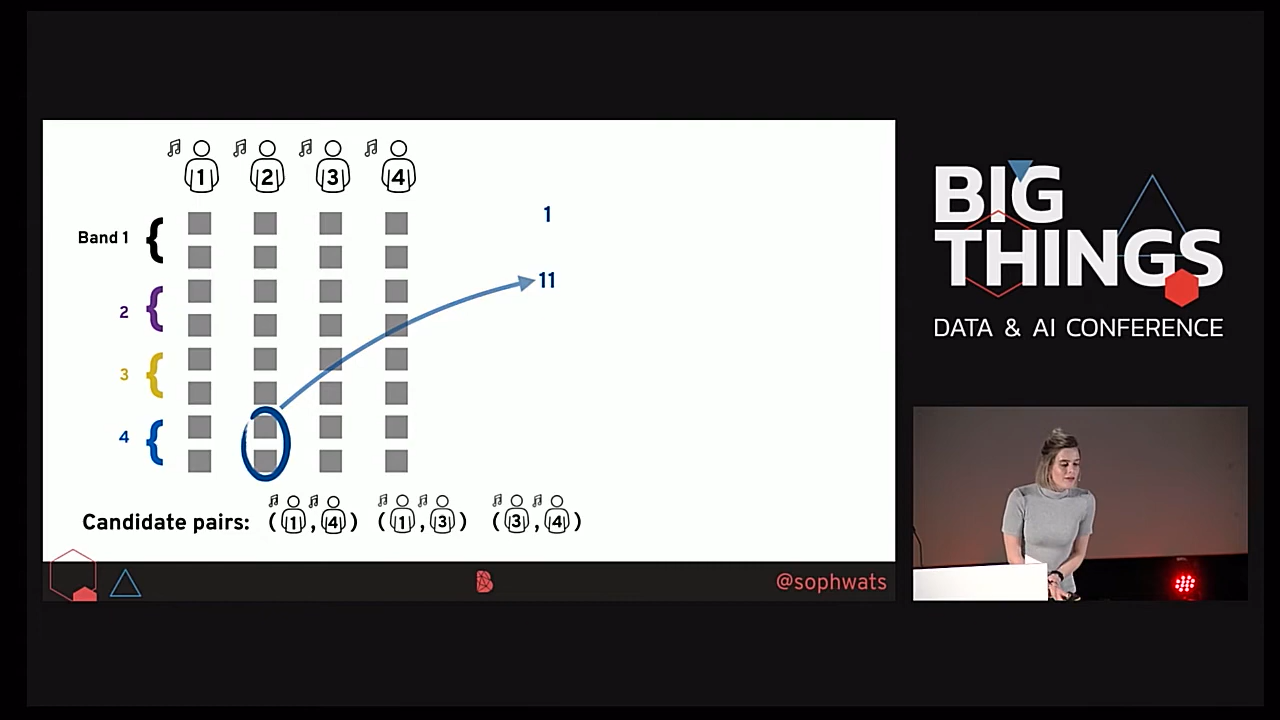 1 2 3 4
Band 1
2
3
4
1
11
Candidate pairs: (1,4) (1,3) (3,4)
@sophwats
BIG
THINGS
DATA & AI CONFERENCE